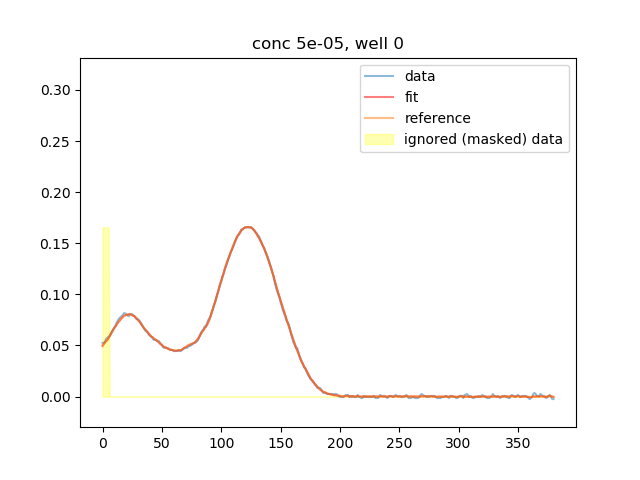 conc 5e-05, well 0
data
fit
reference
ignored (masked) data
0.30
0.25
0.20
0.15
0.10
0.05
0.00
0 50 100 150 200 250 300 350